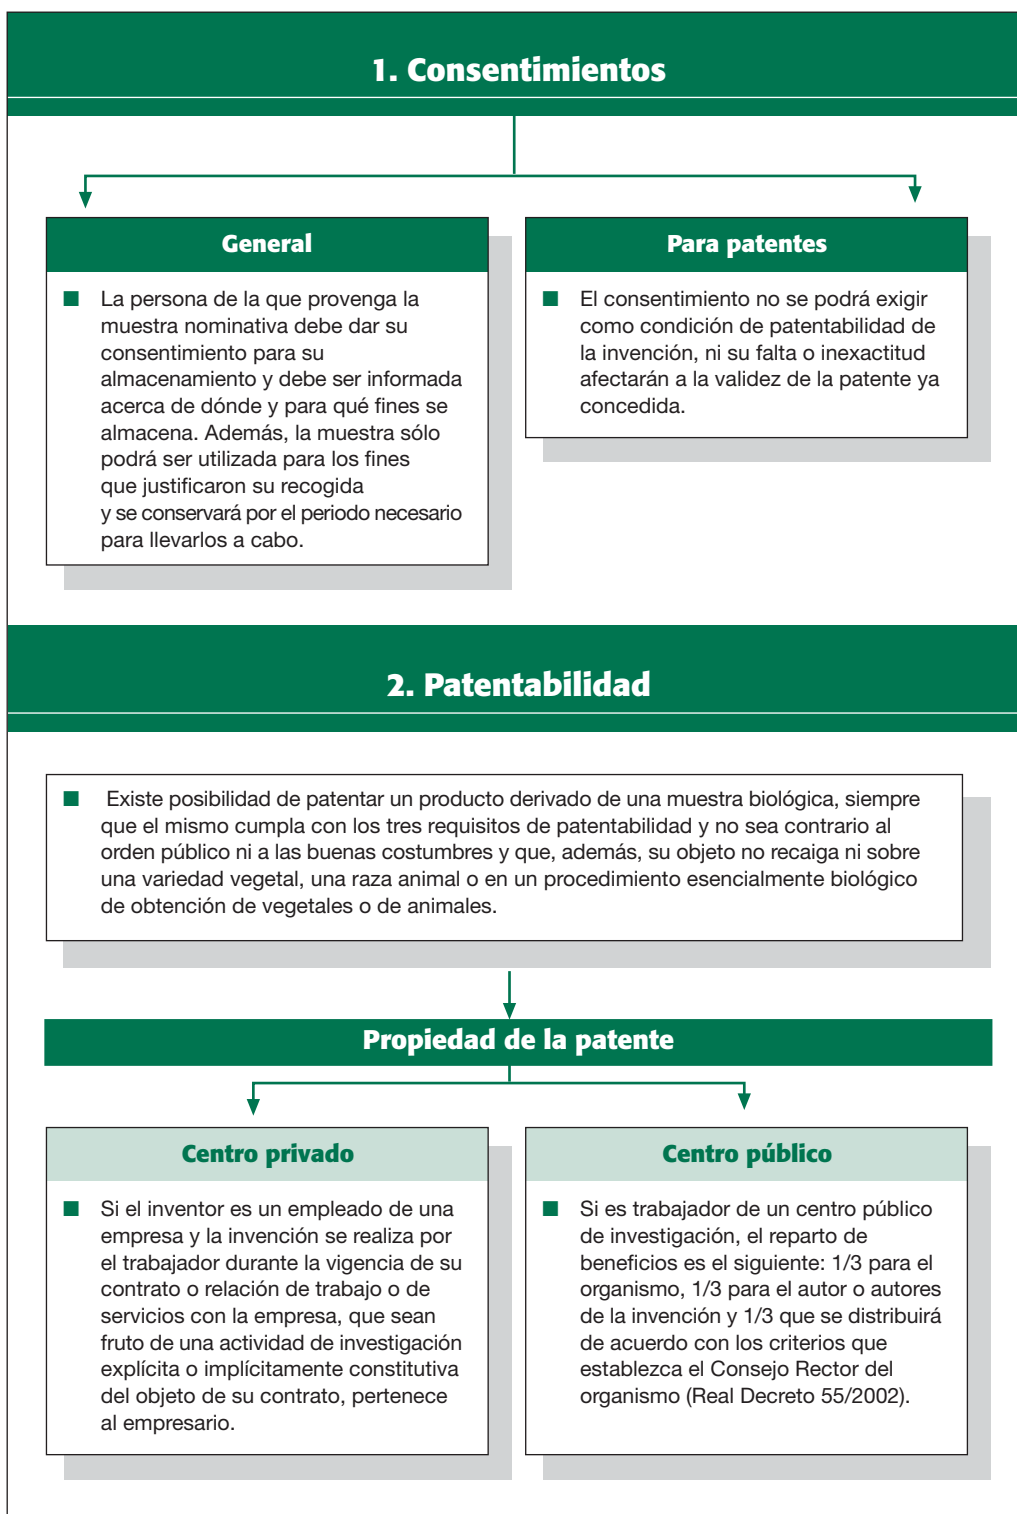 1. Consentimientos
General
■ La persona de la que provenga la
muestra nominativa debe dar su
consentimiento para su
almacenamiento y debe ser informada
acerca de dónde y para qué fines se
almacena. Además, la muestra sólo
podrá ser utilizada para los fines
que justificaron su recogida
y se conservará por el periodo necesario
para llevarlos a cabo.
Para patentes
■ El consentimiento no se podrá exigir
como condición de patentabilidad de
la invención, ni su falta o inexactitud
afectarán a la validez de la patente ya
concedida.
2. Patentabilidad
■ Existe posibilidad de patentar un producto derivado de una muestra biológica, siempre
que el mismo cumpla con los tres requisitos de patentabilidad y no sea contrario al
orden público ni a las buenas costumbres y que, además, su objeto no recaiga ni sobre
una variedad vegetal, una raza animal o en un procedimiento esencialmente biológico
de obtención de vegetales o de animales.
Propiedad de la patente
Centro privado
■ Si el inventor es un empleado de una
empresa y la invención se realiza por
el trabajador durante la vigencia de su
contrato o relación de trabajo o de
servicios con la empresa, que sean
fruto de una actividad de investigación
explícita o implícitamente constitutiva
del objeto de su contrato, pertenece
al empresario.
Centro público
■ Si es trabajador de un centro público
de investigación, el reparto de
beneficios es el siguiente: 1/3 para el
organismo, 1/3 para el autor o autores
de la invención y 1/3 que se distribuirá
de acuerdo con los criterios que
establezca el Consejo Rector del
organismo (Real Decreto 55/2002).